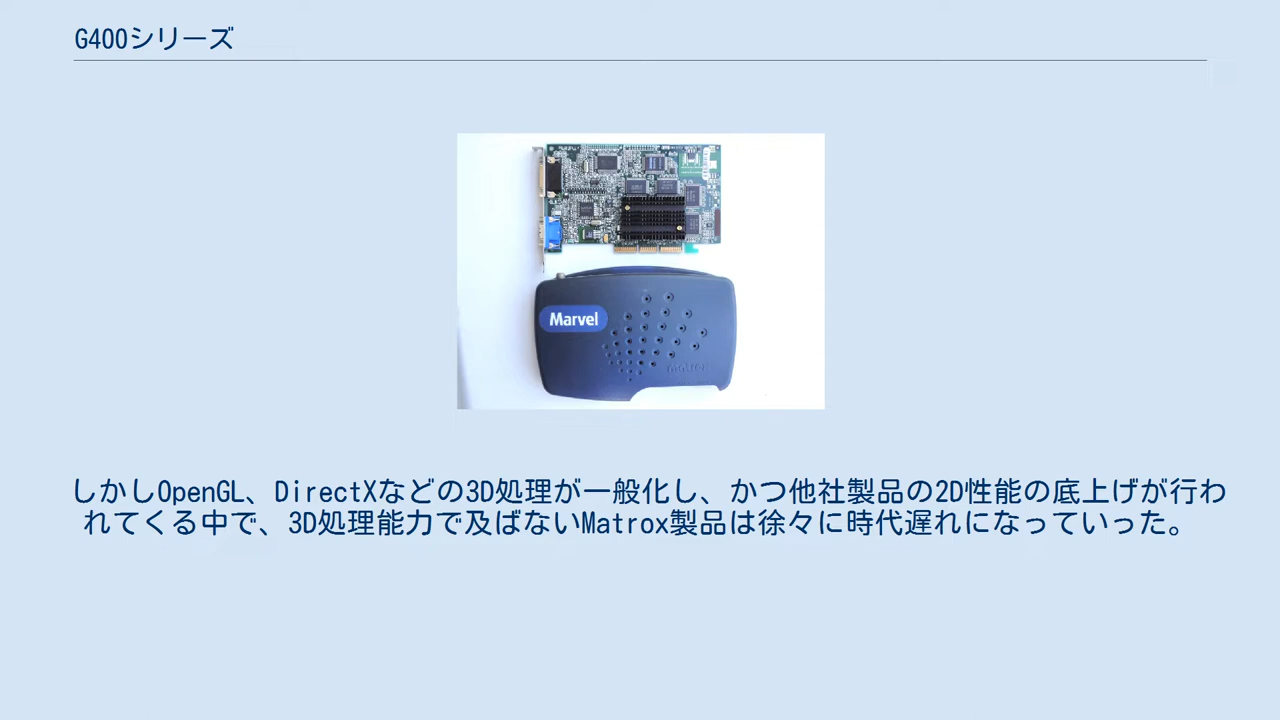 G400シリーズ
Marvel
matrox
しかしOpenGL、DirectXなどの3D処理が一般化し、かつ他社製品の2D性能の底上げが行わ
れてくる中で、3D処理能力で及ばないMatrox製品は徐々に時代遅れになっていった。